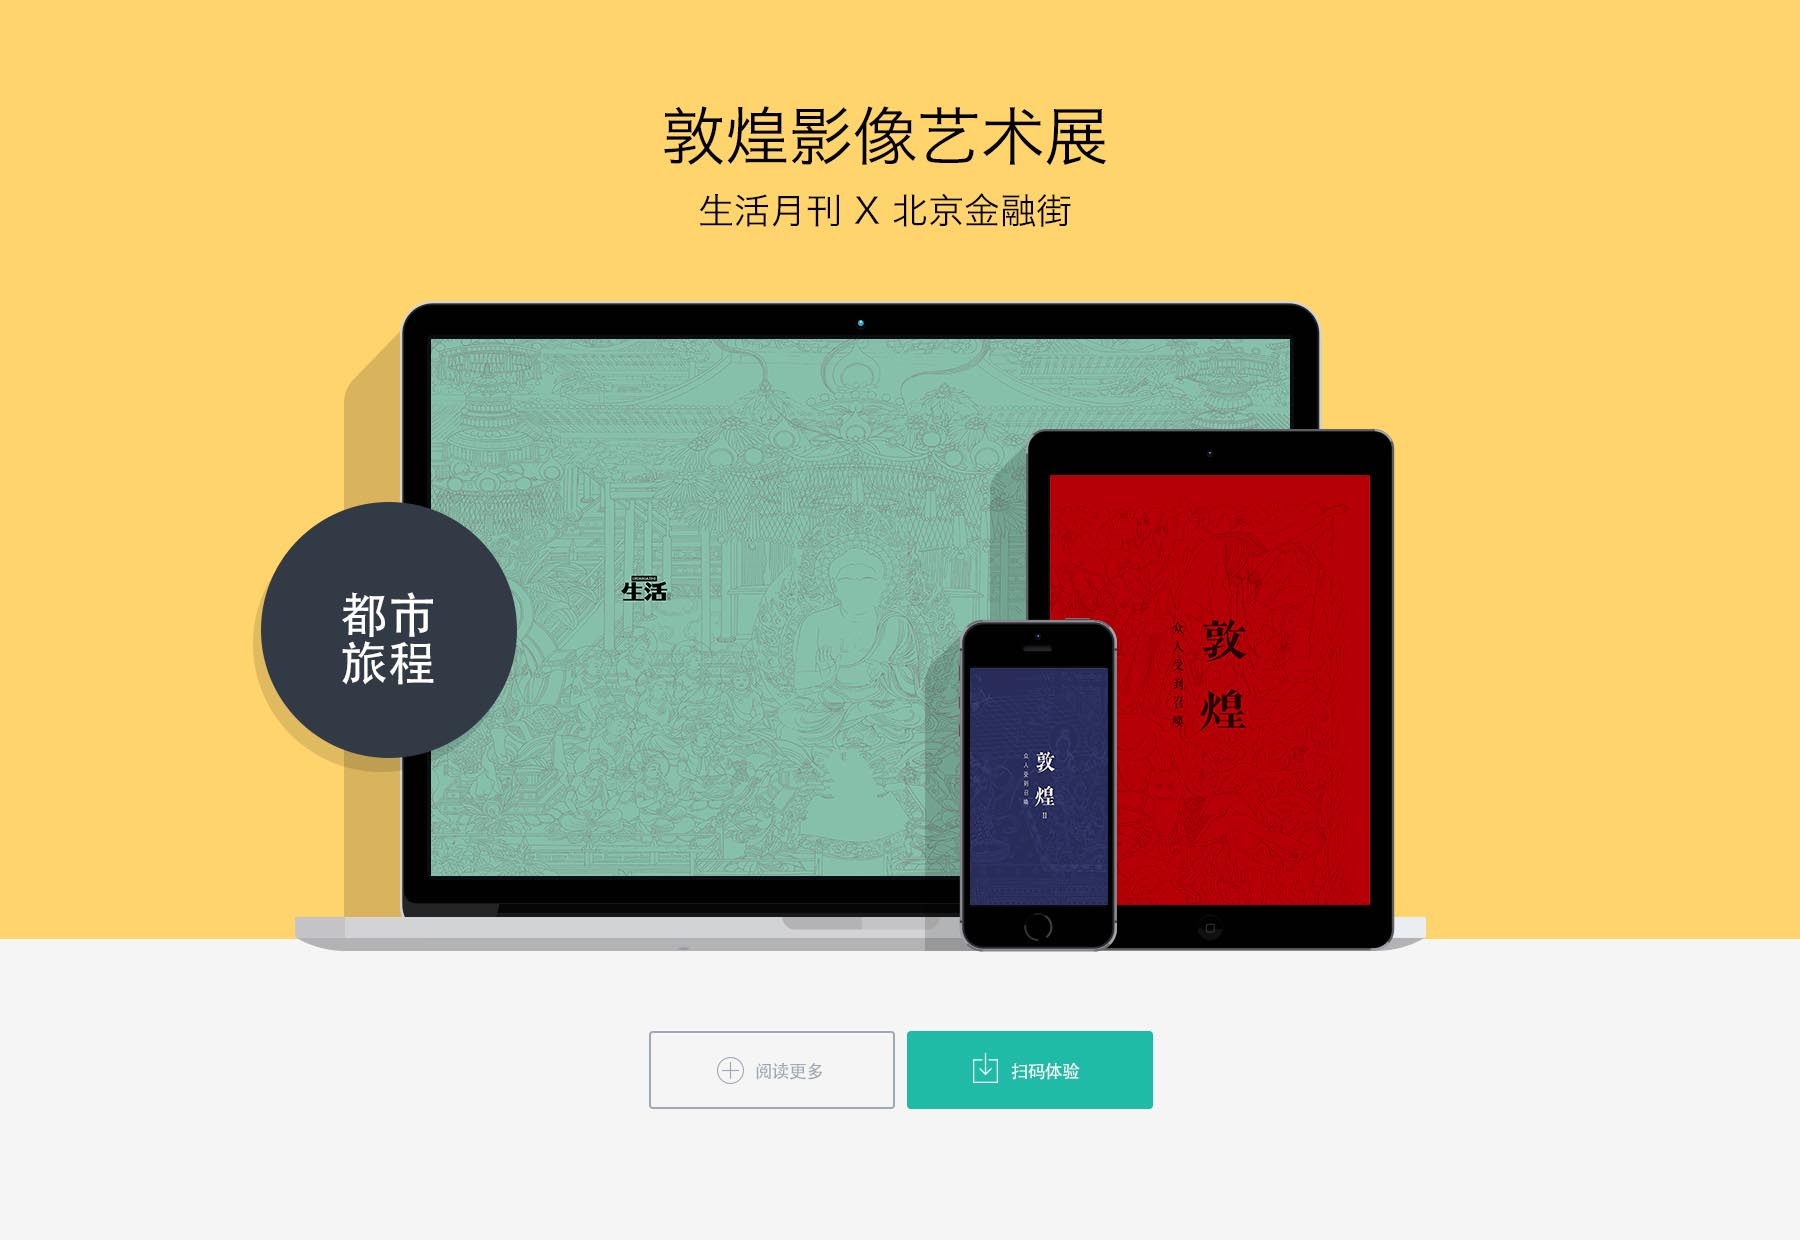 敦煌影像艺术展
生活月刊 X 北京金融街
都市
旅程
生活
敦煌
众人受到召唤
敦煌 II
众人受到召唤
阅读更多
扫码体验